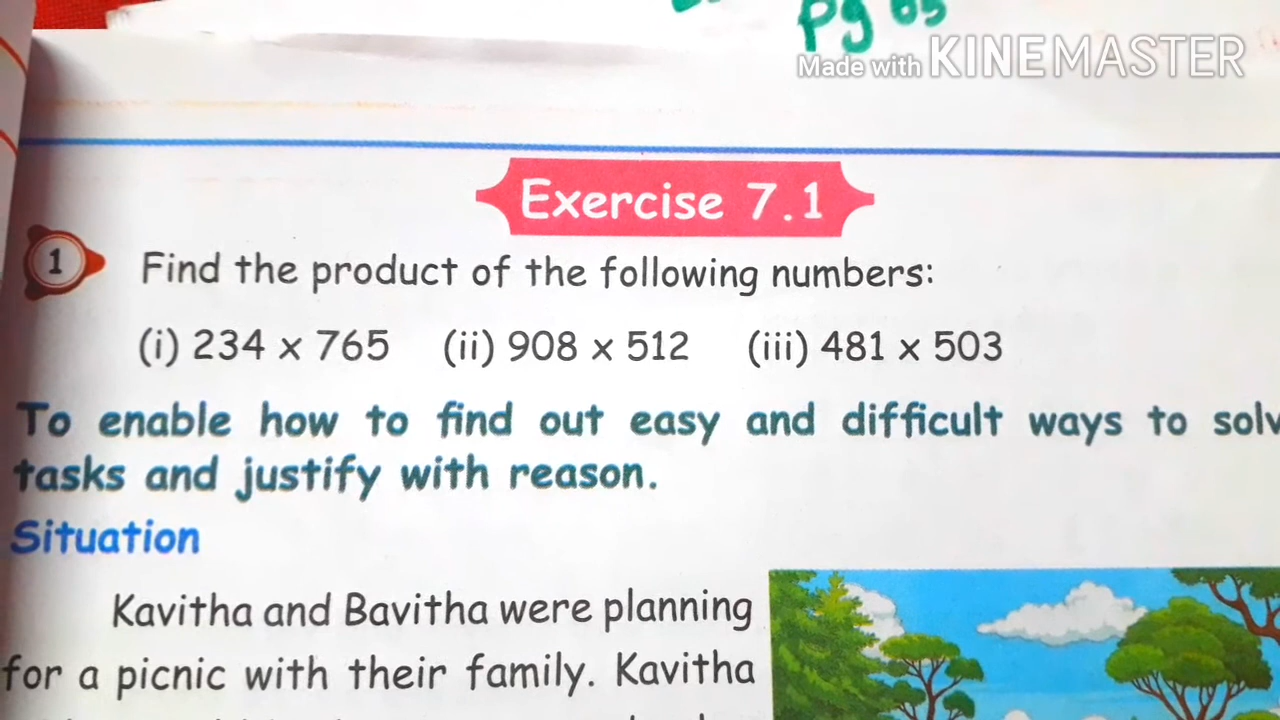 Pg 65
Made with KINEMASTER
Exercise 7.1
1 Find the product of the following numbers:
(i) 234 x 765 (ii) 908 x 512 (iii) 481 x 503
To enable how to find out easy and difficult ways to solv
tasks and justify with reason.
Situation
Kavitha and Bavitha were planning
for a picnic with their family. Kavitha